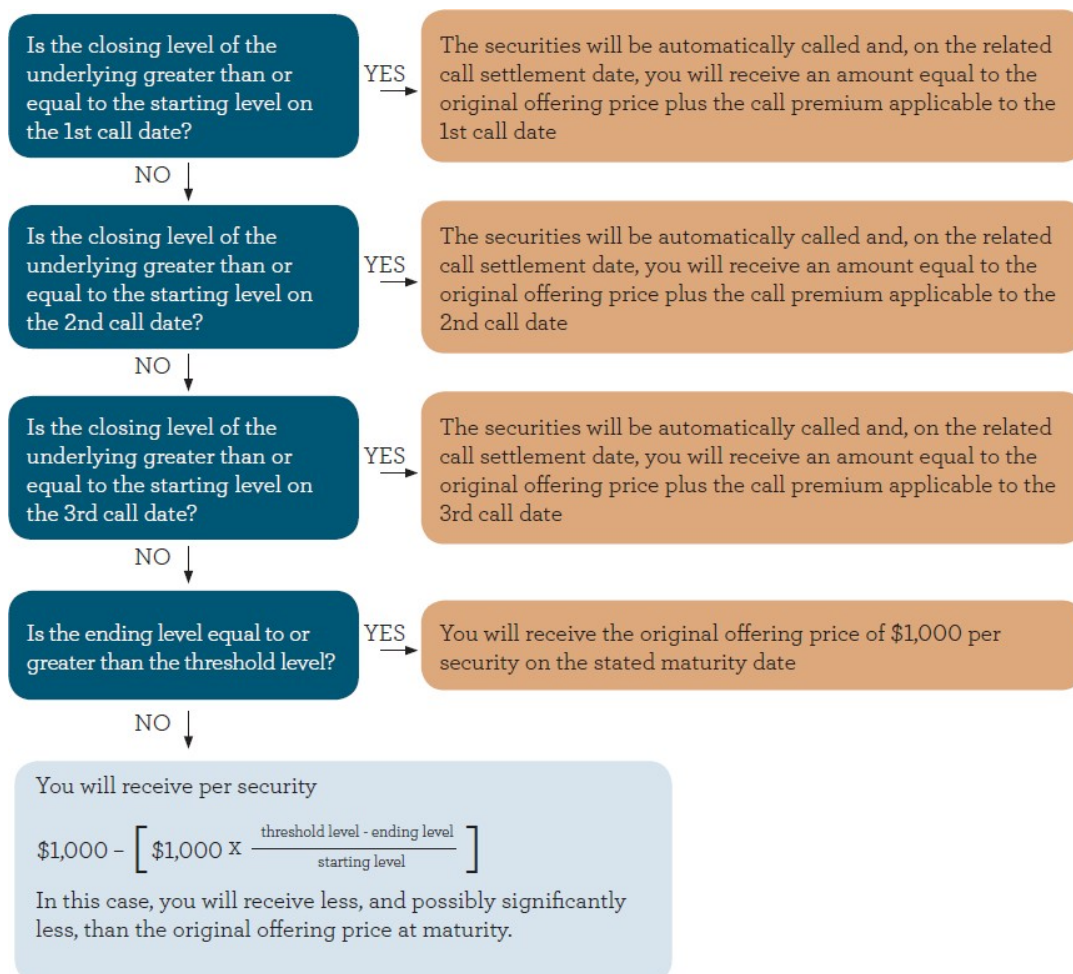 Is the closing level of the
underlying greater than or
equal to the starting level on
the 1st call date?
YES
The securities will be automatically called and, on the related
call settlement date, you will receive an amount equal to the
original offering price plus the call premium applicable to the
1st call date
NO
Is the closing level of the
underlying greater than or
equal to the starting level on
the 2nd call date?
YES
The securities will be automatically called and, on the related
call settlement date, you will receive an amount equal to the
original offering price plus the call premium applicable to the
2nd call date
NO
Is the closing level of the
underlying greater than or
equal to the starting level on
the 3rd call date?
YES
The securities will be automatically called and, on the related
call settlement date, you will receive an amount equal to the
original offering price plus the call premium applicable to the
3rd call date
NO
Is the ending level equal to or
greater than the threshold level?
YES
You will receive the original offering price of $1,000 per
security on the stated maturity date
NO
You will receive per security
$1,000 – [ $1,000 X
threshold level - ending level
starting level
]
In this case, you will receive less, and possibly significantly
less, than the original offering price at maturity.